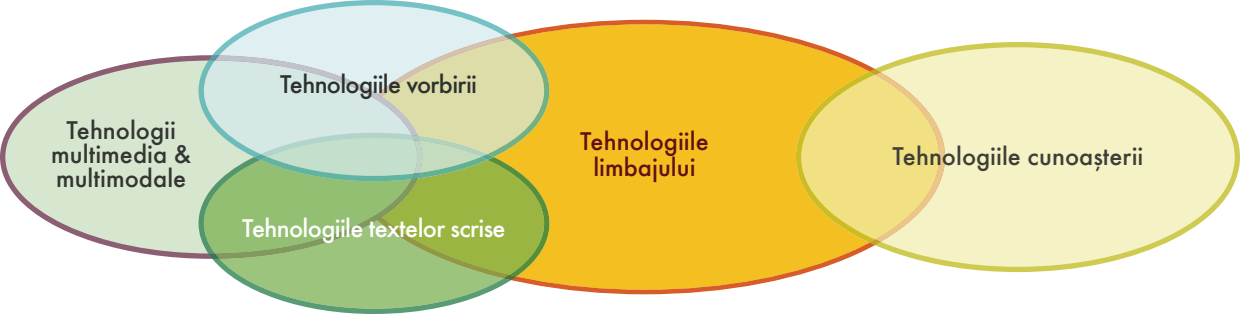 Tehnologiile vorbirii
Tehnologii
multimedia &
multimodale
Tehnologiile
limbajului
Tehnologiile cunoașterii
Tehnologiile textelor scrise